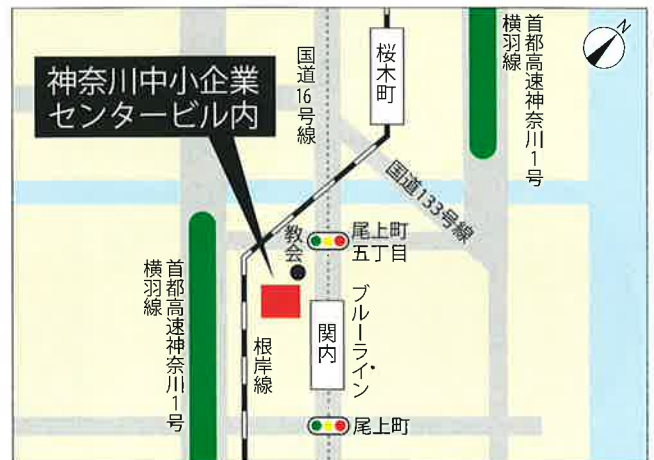 神奈川中小企業
センタービル内
国道16号線
桜木町
首都高速神奈川1号
横羽線
N
国道133号線
教会
尾上町
五丁目
首都高速神奈川1号
横羽線
根岸線
関内
ブルーライン
尾上町